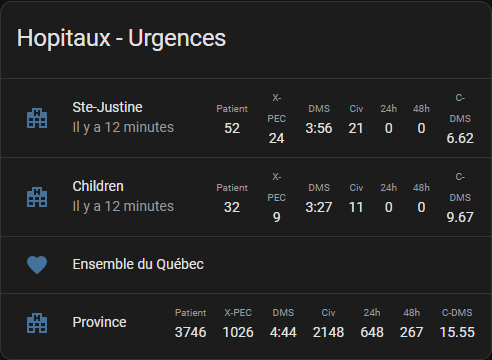 Hopitaux - Urgences
Ste-Justine
Il y a 12 minutes
Patient X-PEC DMS Civ 24h 48h C-DMS
52 24 3:56 21 0 0 6.62
Children
Il y a 12 minutes
Patient X-PEC DMS Civ 24h 48h C-DMS
32 9 3:27 11 0 0 9.67
Ensemble du Québec
Province
Patient X-PEC DMS Civ 24h 48h C-DMS
3746 1026 4:44 2148 648 267 15.55